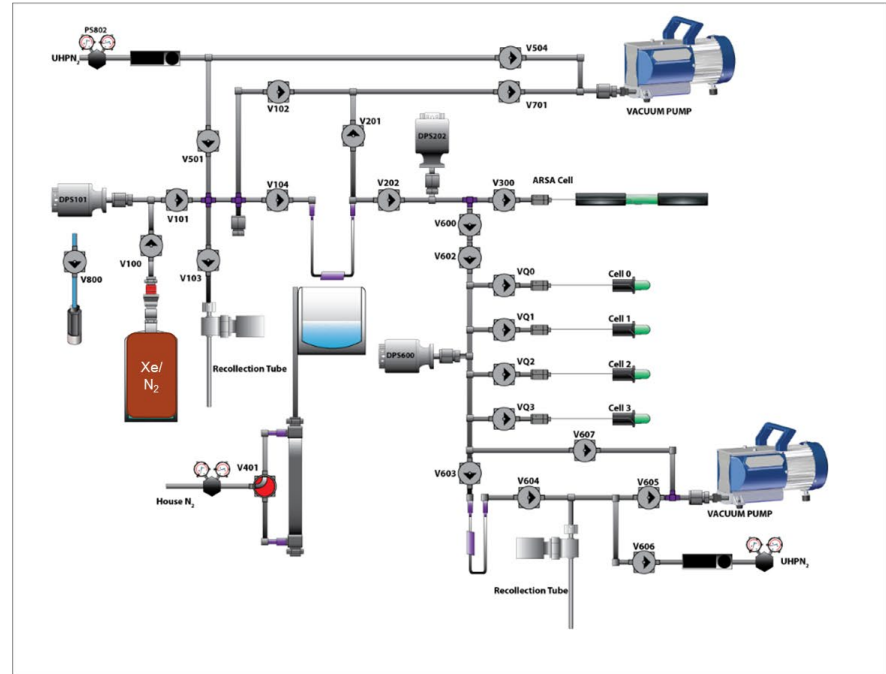 PS802
UHPN2
V504
VACUUM PUMP
V102
V701
V201
DPS202
V501
DPS101
V101
V104
V202
V300
ARSA Cell
V600
V800
V100
V103
V602
VQ0
Cell 0
VQ1
Cell 1
Xe/
N2
Recollection Tube
DPS600
VQ2
Cell 2
VQ3
Cell 3
V401
V607
V603
V604
V605
House N2
VACUUM PUMP
V606
UHPN2
Recollection Tube